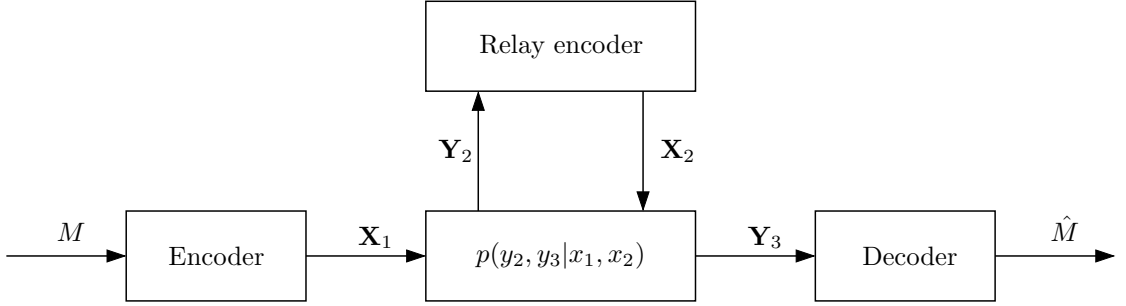 Relay encoder
Y₂
X₂
M
Encoder
X₁
p(y₂, y₃|x₁, x₂)
Y₃
Decoder
M̂